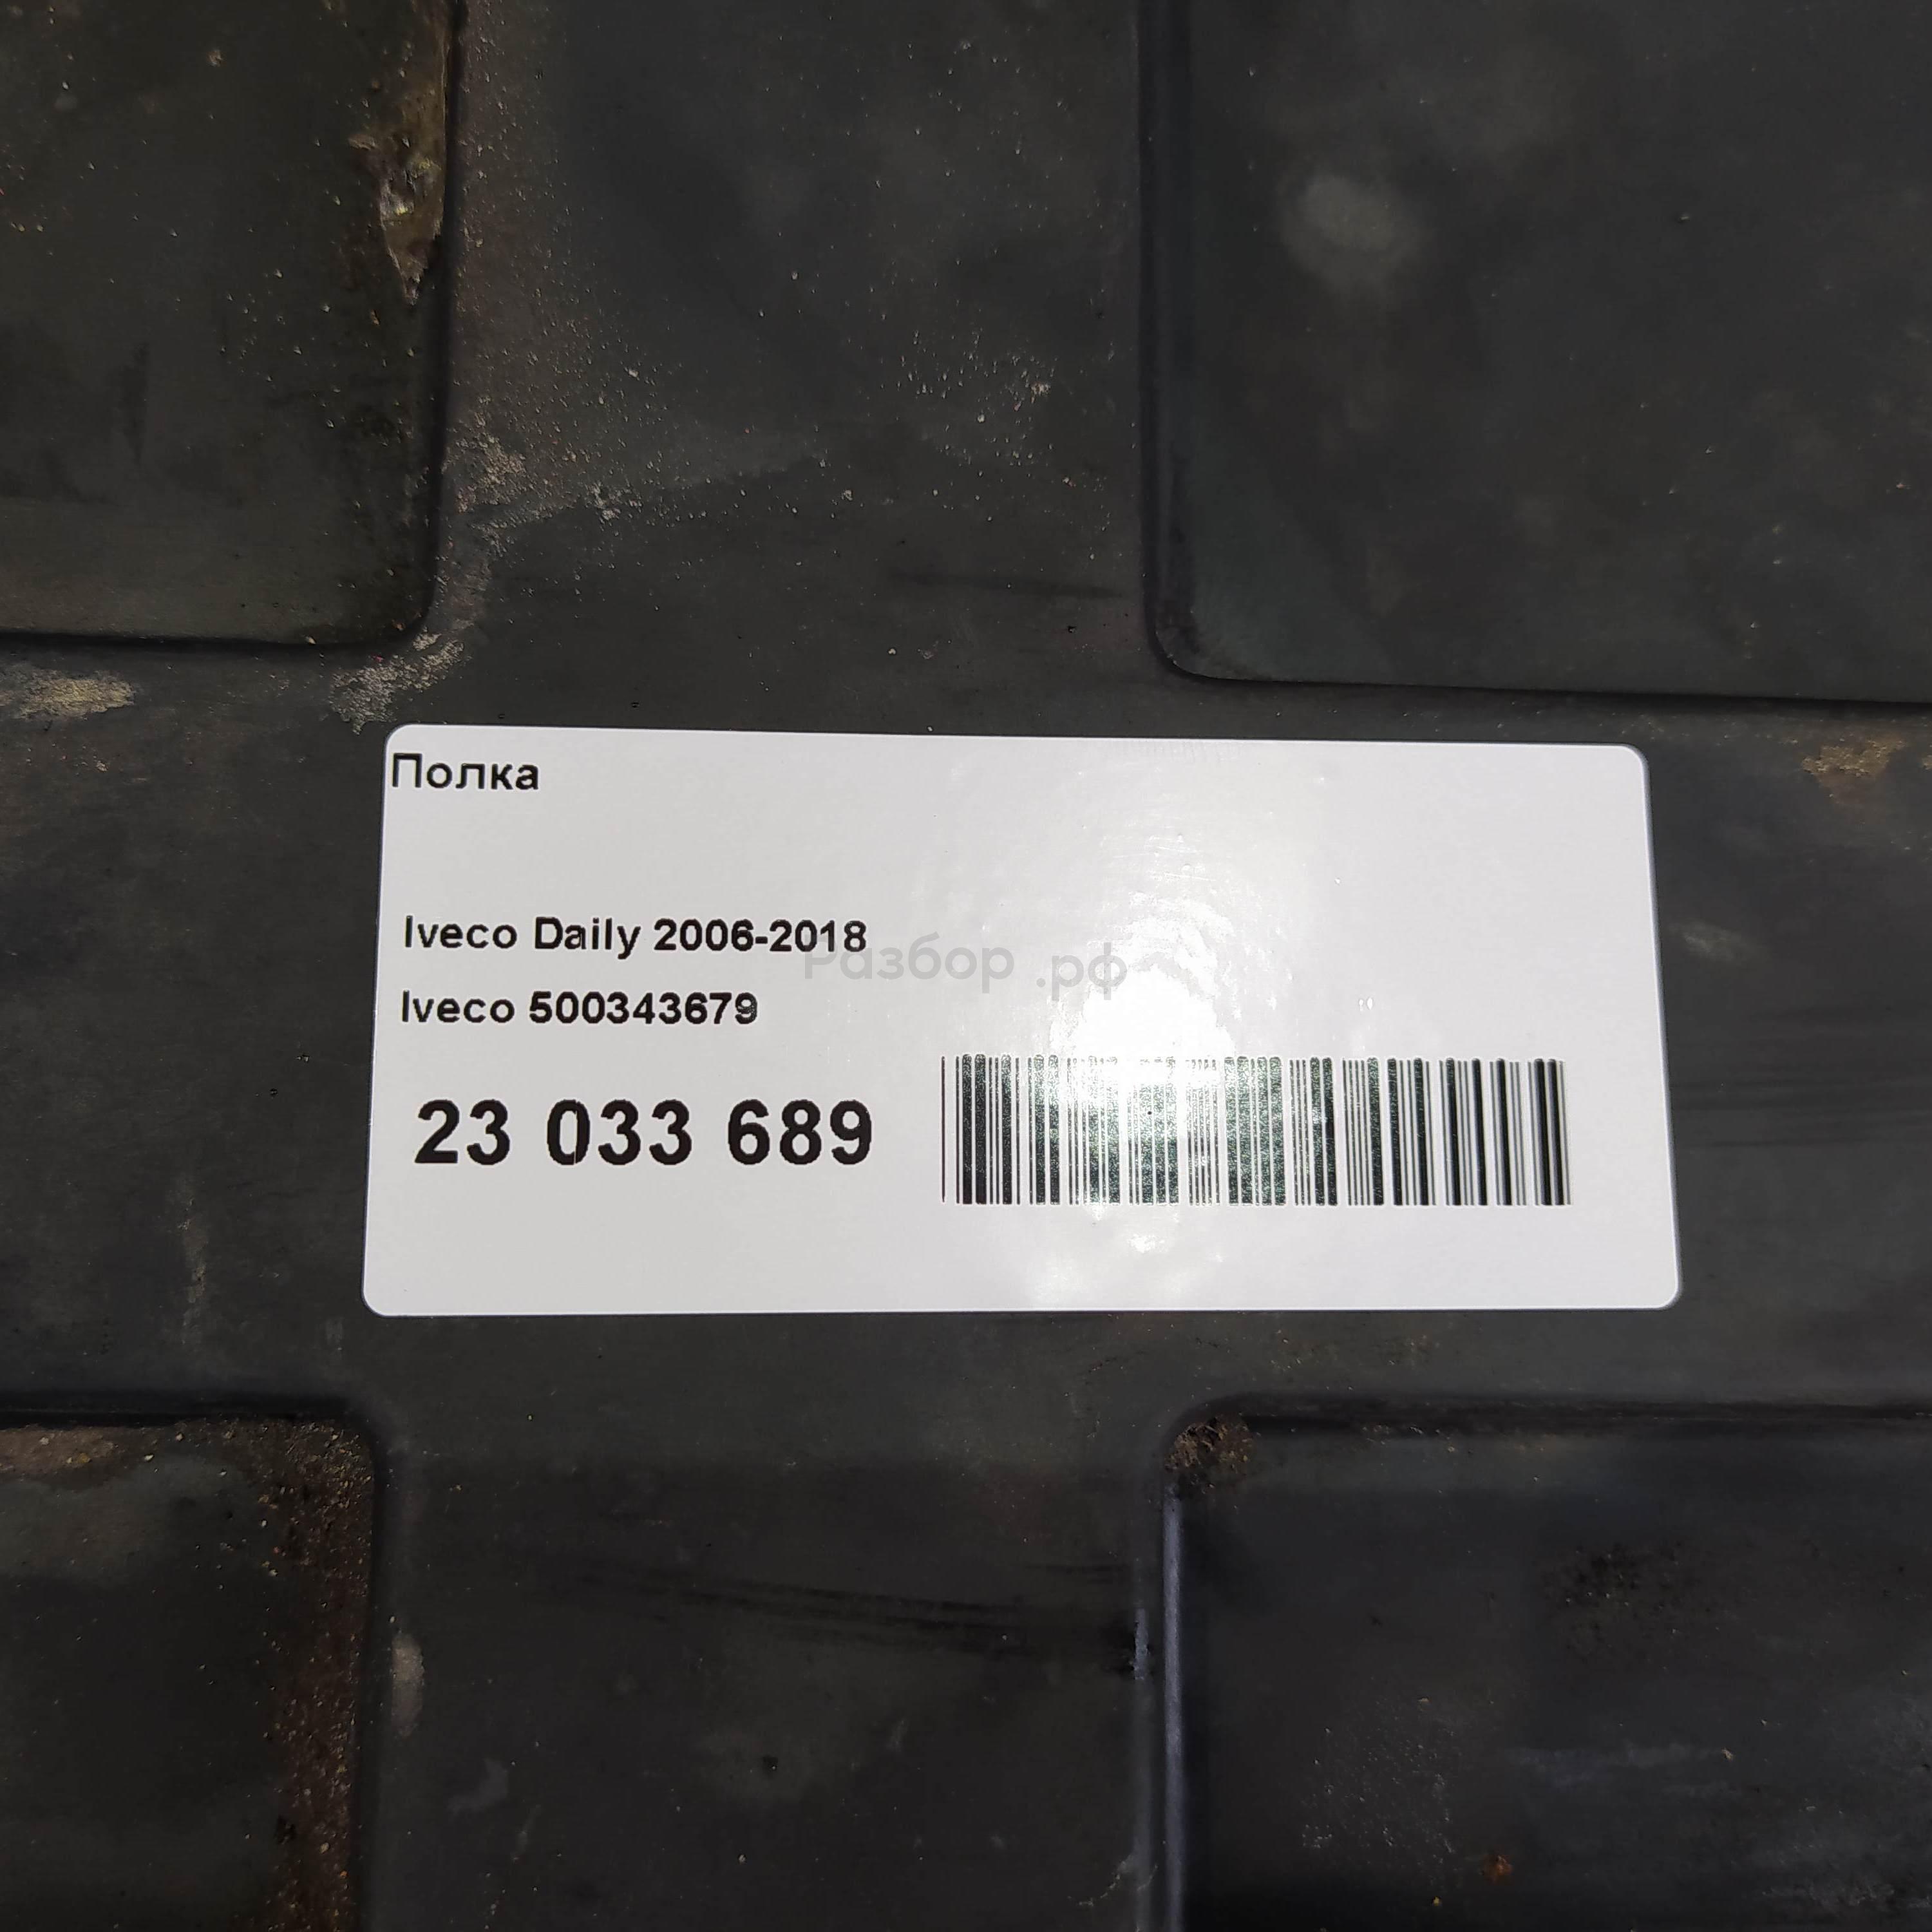 Полка
Iveco Daily 2006-2018
Разбор .рф
Iveco 500343679
23 033 689